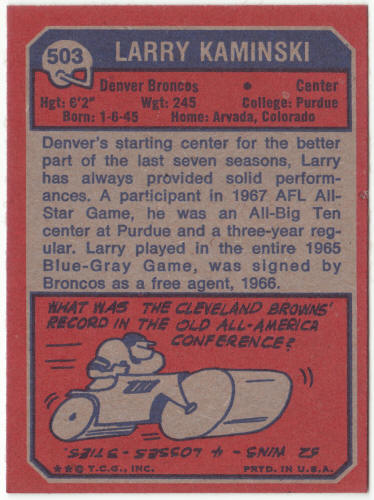 503
LARRY KAMINSKI
Denver Broncos • Center
Hgt: 6'2" Wgt: 245 College: Purdue
Born: 1-6-45 Home: Arvada, Colorado
Denver's starting center for the better
part of the last seven seasons, Larry
has always provided solid perform-
ances. A participant in 1967 AFL All-
Star Game, he was an All-Big Ten
center at Purdue and a three-year reg-
ular. Larry played in the entire 1965
Blue-Gray Game, was signed by
Broncos as a free agent, 1966.
WHAT WAS THE CLEVELAND BROWNS'
RECORD IN THE OLD ALL-AMERICA
CONFERENCE?
52 WINS - 4 LOSSES - 3 TIES.
★★© T.C.G., INC. PRTD. IN U.S.A.